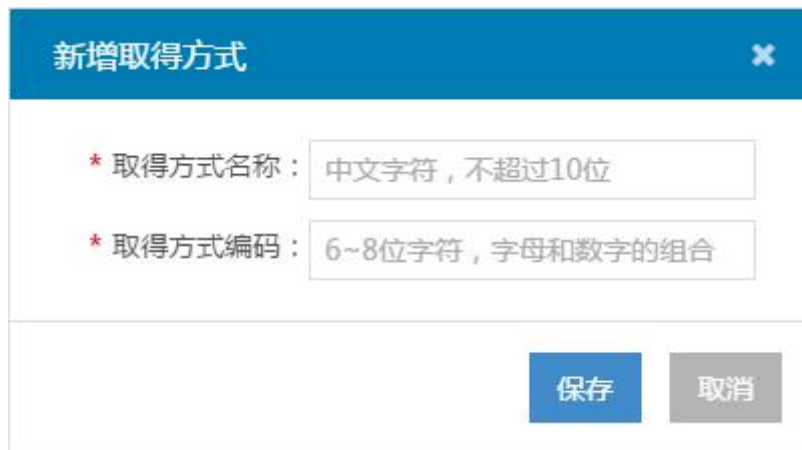 新增取得方式
* 取得方式名称： 中文字符，不超过10位
* 取得方式编码： 6~8位字符，字母和数字的组合
保存 取消